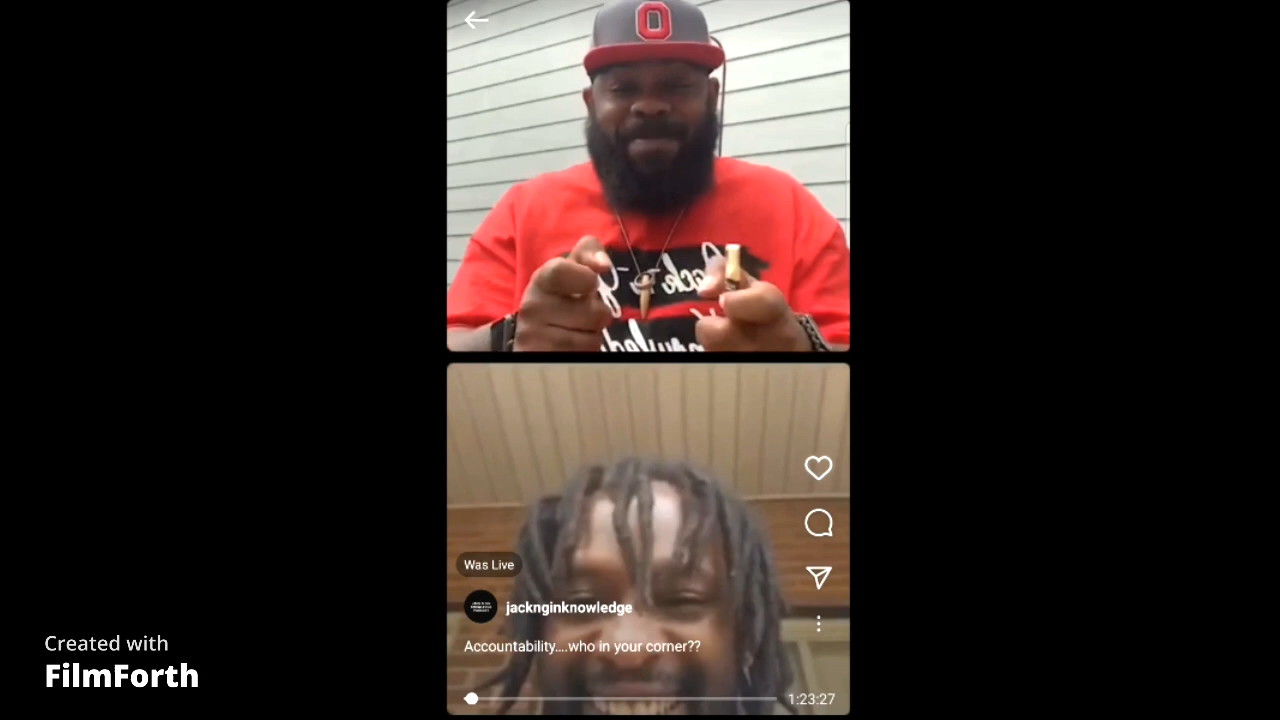 O
Was Live
jacknginknowledge
Accountability....who in your corner??
1:23:27
Created with
FilmForth